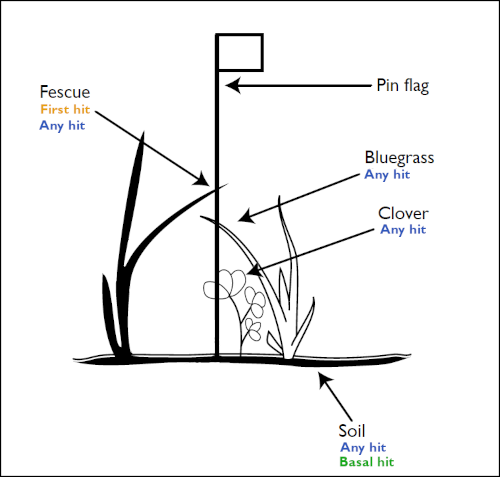 Pin flag
Fescue
First hit
Any hit
Bluegrass
Any hit
Clover
Any hit
Soil
Any hit
Basal hit